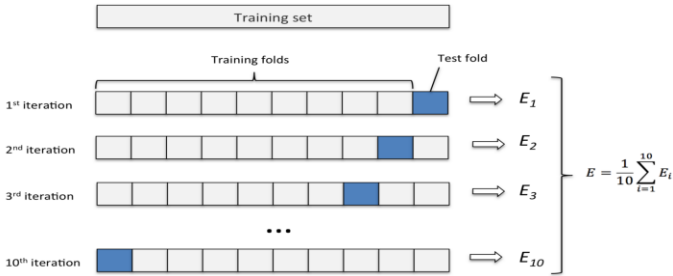 Training set
Training folds
Test fold
1st iteration
E1
2nd iteration
E2
3rd iteration
E3
...
10th iteration
E10
E = 1/10 10∑i=1 Ei